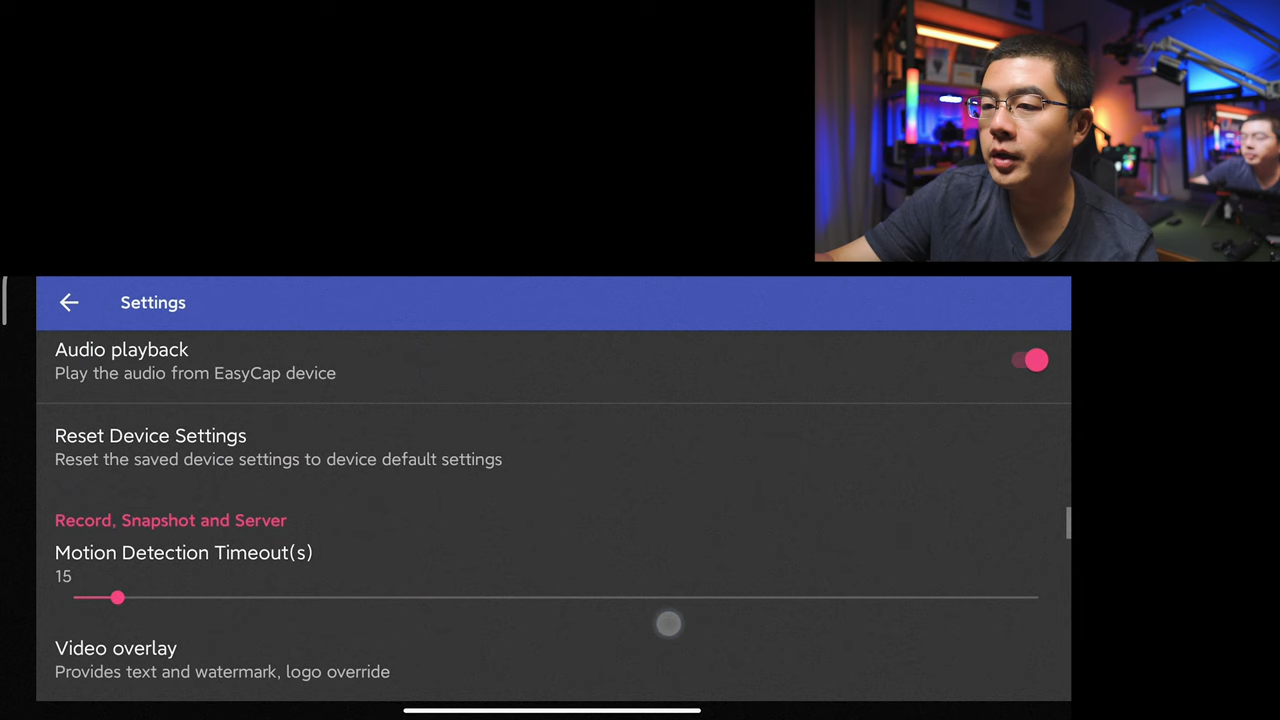 Settings
Audio playback
Play the audio from EasyCap device
Reset Device Settings
Reset the saved device settings to device default settings
Record, Snapshot and Server
Motion Detection Timeout(s)
15
Video overlay
Provides text and watermark, logo override